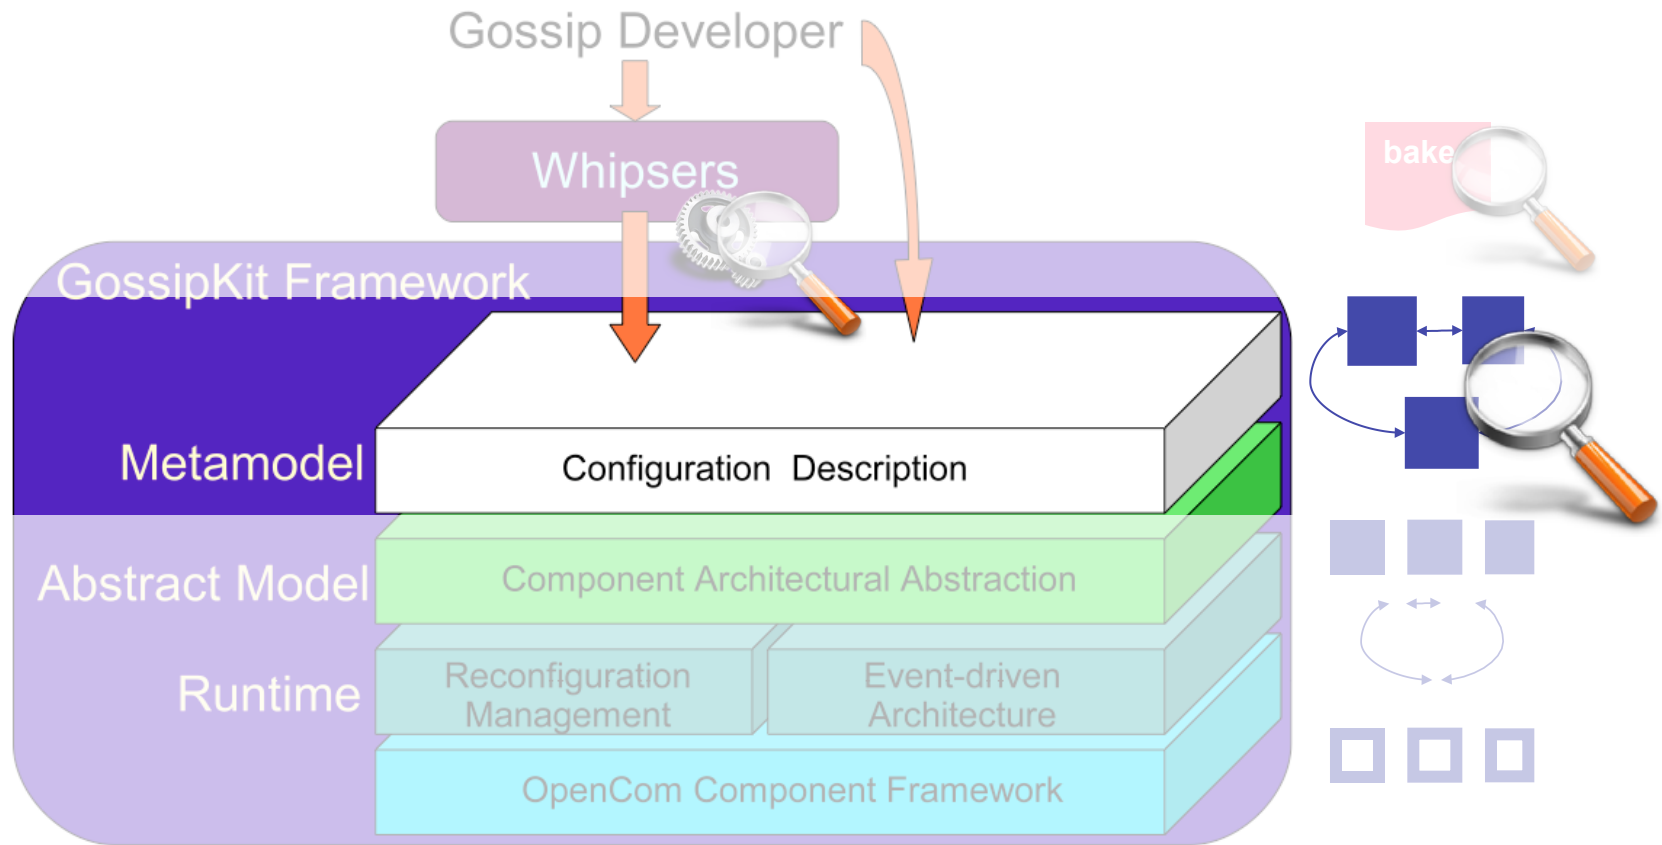 Gossip Developer
Whipsers
bake
GossipKit Framework
Metamodel
Configuration Description
Abstract Model
Component Architectural Abstraction
Runtime
Reconfiguration
Management
Event-driven
Architecture
OpenCom Component Framework